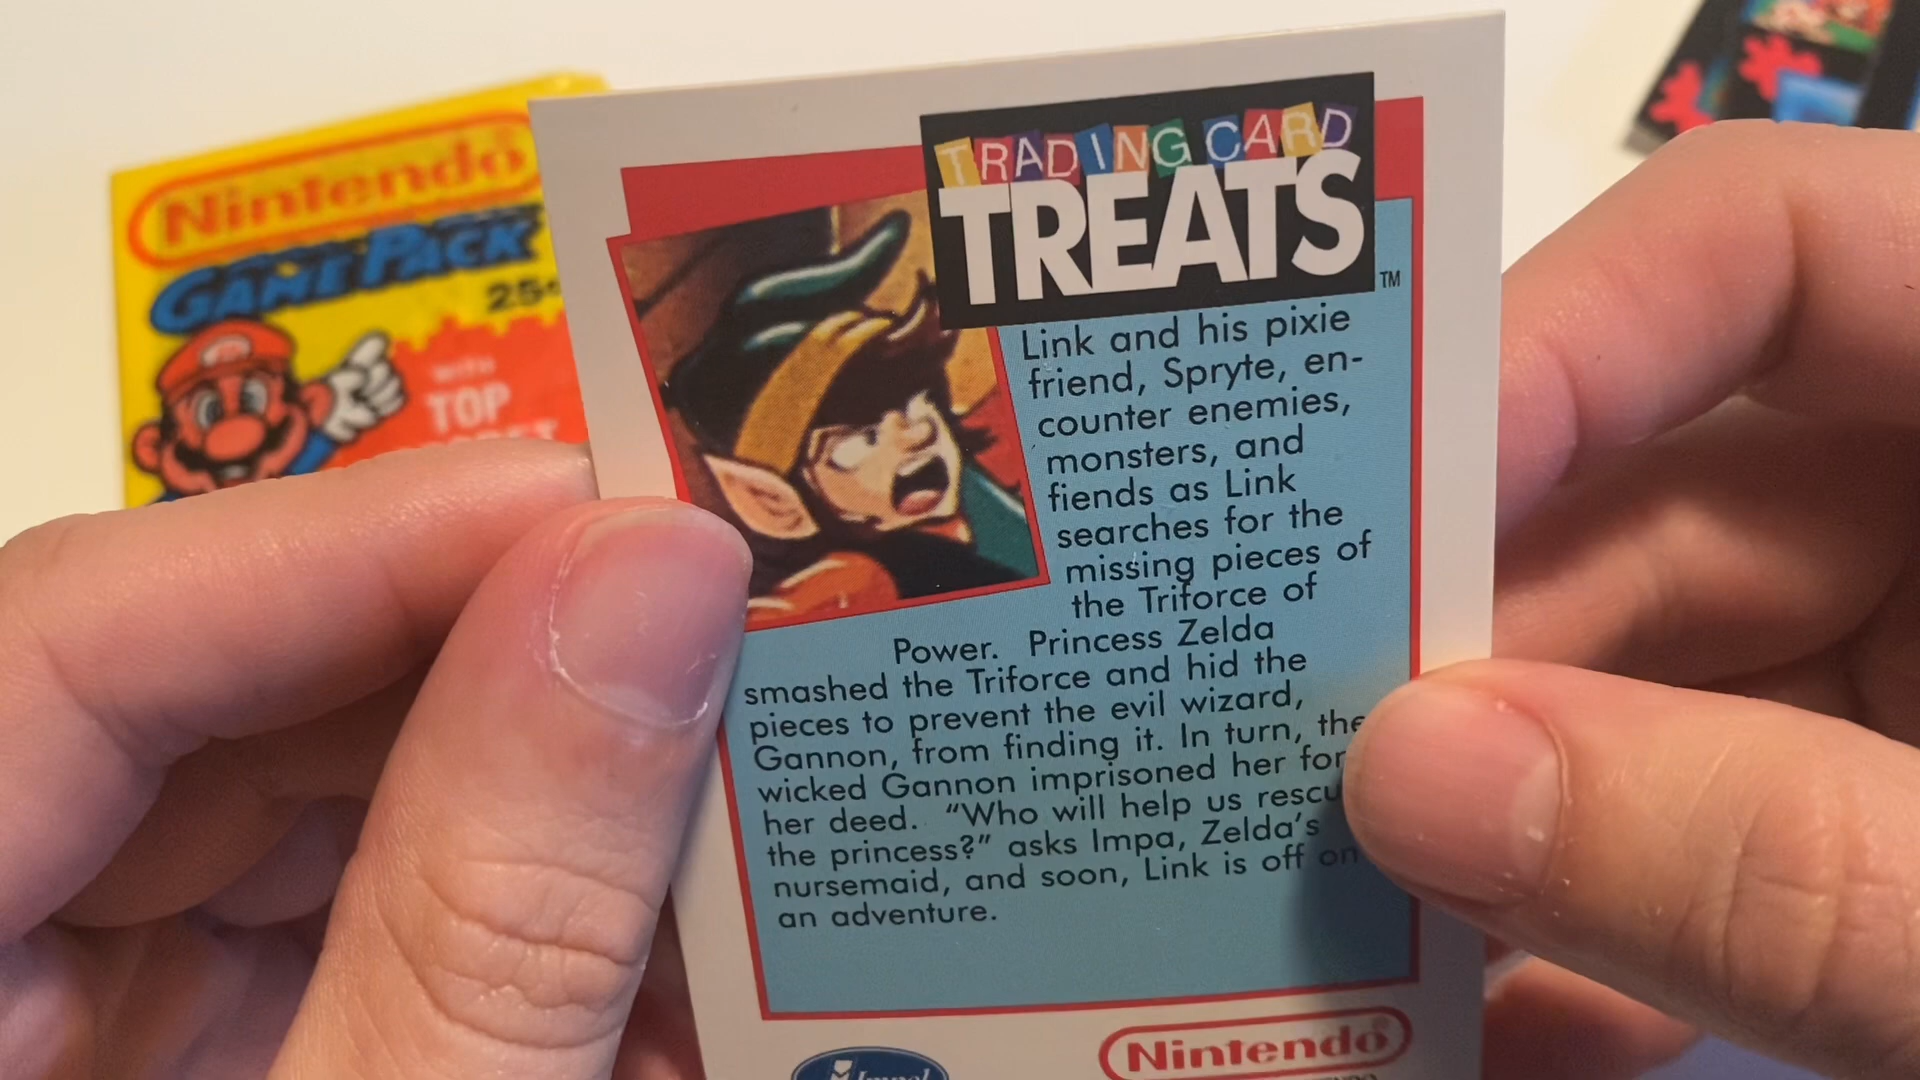 Nintendo®
GAME PACK
25¢
WITH
TOP
TRADING CARD
TREATS
™
Link and his pixie
friend, Spryte, en-
counter enemies,
monsters, and
fiends as Link
searches for the
missing pieces of
the Triforce of
Power. Princess Zelda
smashed the Triforce and hid the
pieces to prevent the evil wizard,
Gannon, from finding it. In turn, the
wicked Gannon imprisoned her for
her deed. “Who will help us rescu
the princess?” asks Impa, Zelda’s
nursemaid, and soon, Link is off on
an adventure.
Impel
Nintendo®